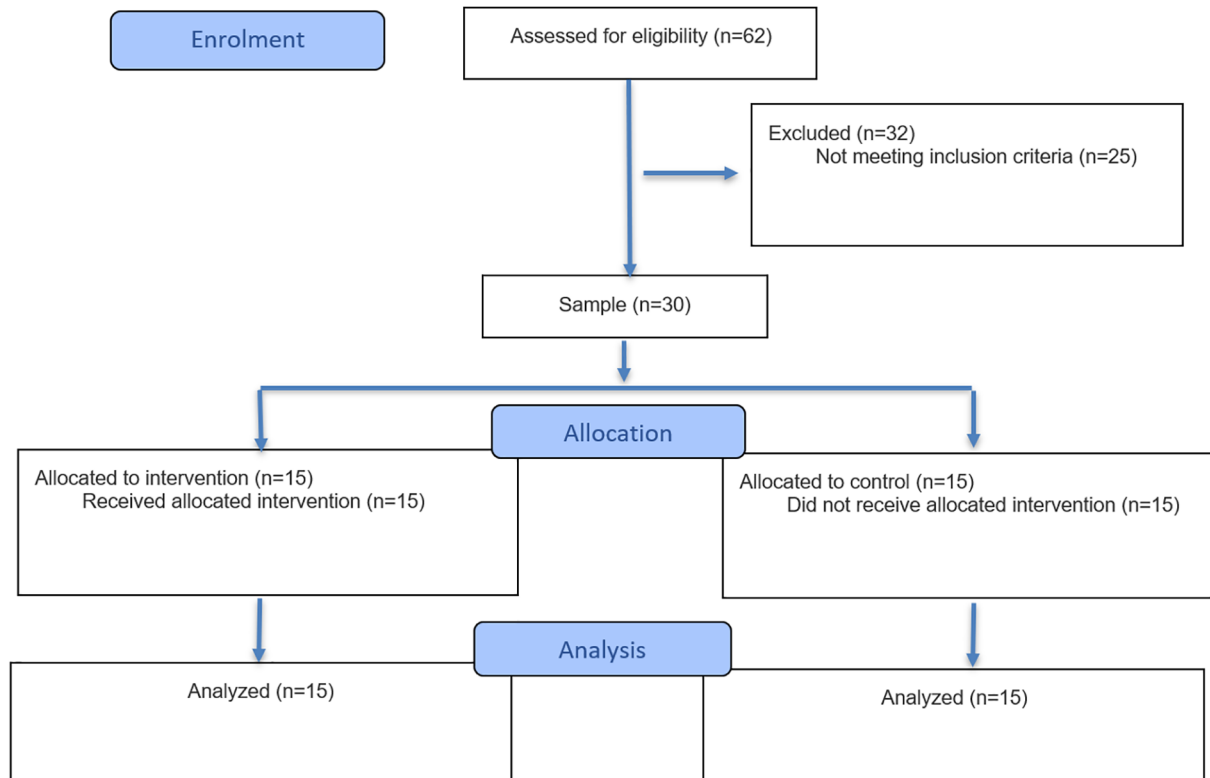 Enrolment
Assessed for eligibility (n=62)
Excluded (n=32)
Not meeting inclusion criteria (n=25)
Sample (n=30)
Allocation
Allocated to intervention (n=15)
Received allocated intervention (n=15)
Allocated to control (n=15)
Did not receive allocated intervention (n=15)
Analysis
Analyzed (n=15)
Analyzed (n=15)